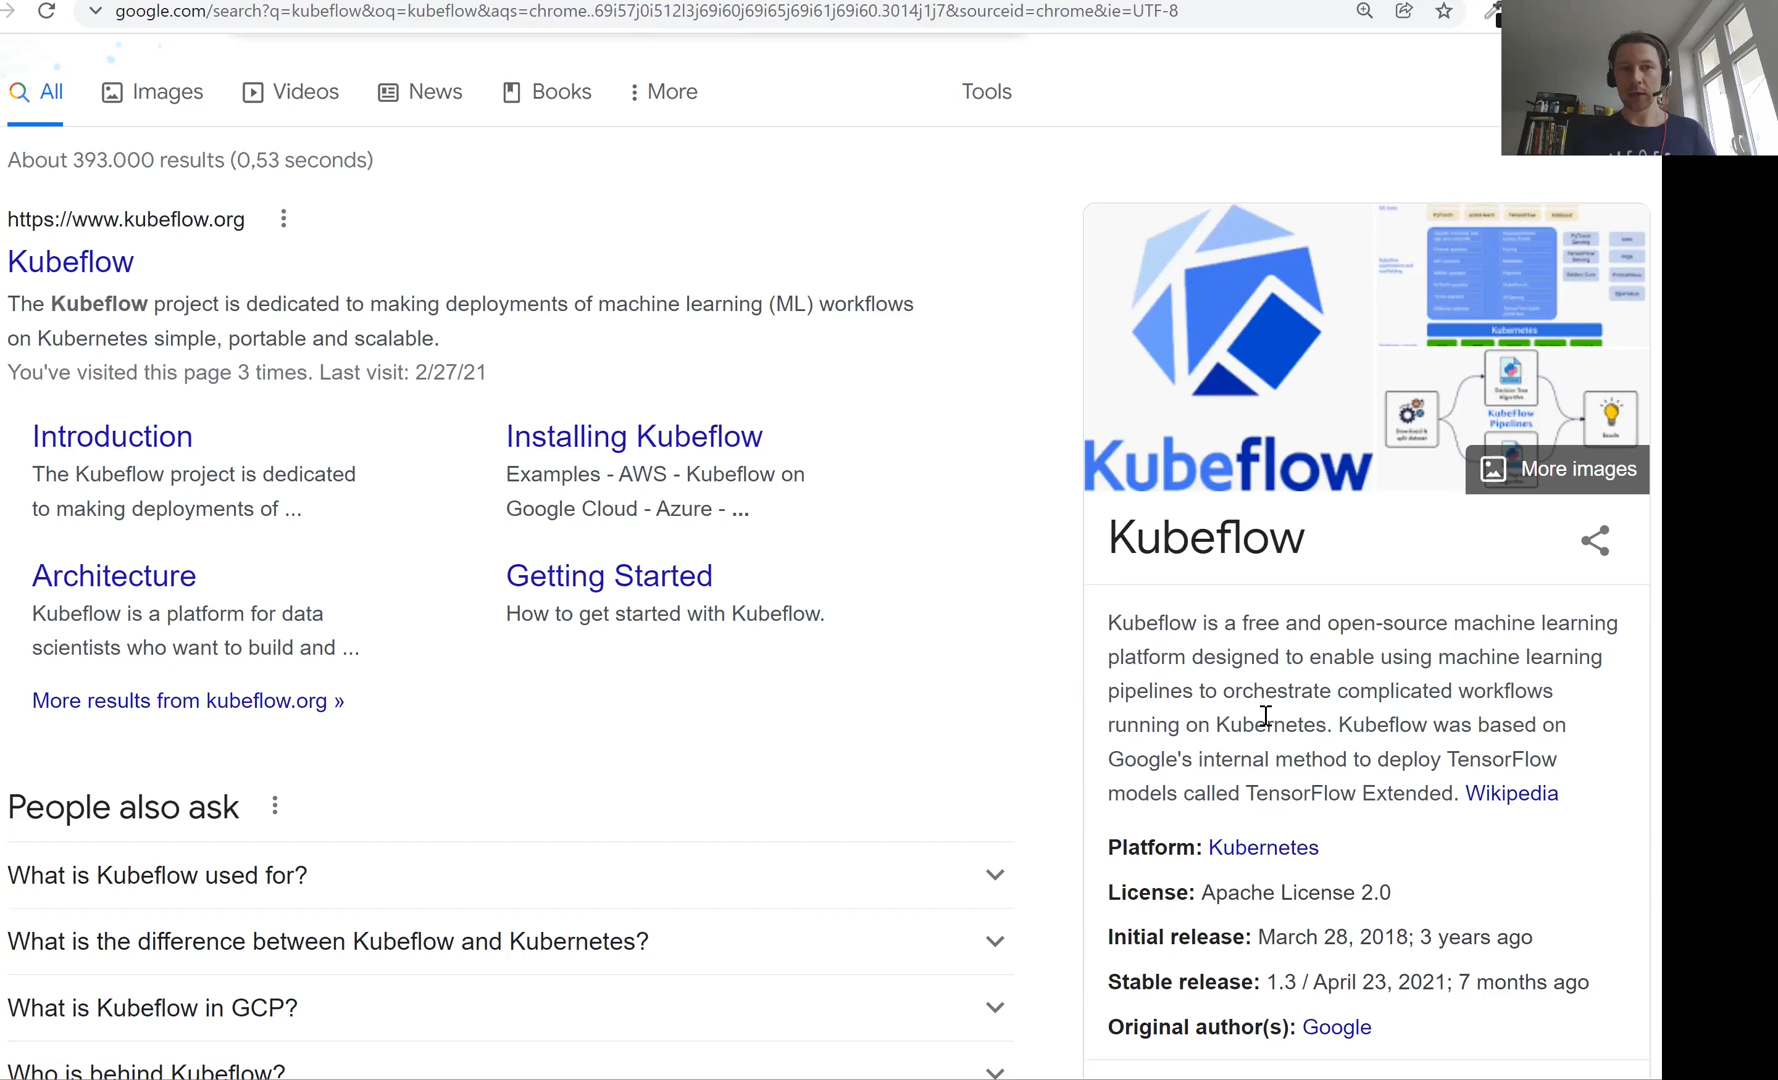 google.com/search?q=kubeflow&oq=kubeflow&aqs=chrome..69i57j0i512l3j69i60j69i65j69i61j69i60.3014j1j7&sourceid=chrome&ie=UTF-8
All
Images
Videos
News
Books
More
Tools
About 393.000 results (0,53 seconds)
https://www.kubeflow.org
Kubeflow
The Kubeflow project is dedicated to making deployments of machine learning (ML) workflows
on Kubernetes simple, portable and scalable.
You've visited this page 3 times. Last visit: 2/27/21
Introduction
The Kubeflow project is dedicated
to making deployments of ...
Installing Kubeflow
Examples - AWS - Kubeflow on
Google Cloud - Azure - ...
Architecture
Kubeflow is a platform for data
scientists who want to build and ...
Getting Started
How to get started with Kubeflow.
More results from kubeflow.org »
People also ask
What is Kubeflow used for?
What is the difference between Kubeflow and Kubernetes?
What is Kubeflow in GCP?
Who is behind Kubeflow?
Kubeflow
Kubernetes
KubeFlow
Pipelines
Results
More images
Kubeflow
Kubeflow is a free and open-source machine learning
platform designed to enable using machine learning
pipelines to orchestrate complicated workflows
running on Kubernetes. Kubeflow was based on
Google's internal method to deploy TensorFlow
models called TensorFlow Extended. Wikipedia
Platform: Kubernetes
License: Apache License 2.0
Initial release: March 28, 2018; 3 years ago
Stable release: 1.3 / April 23, 2021; 7 months ago
Original author(s): Google